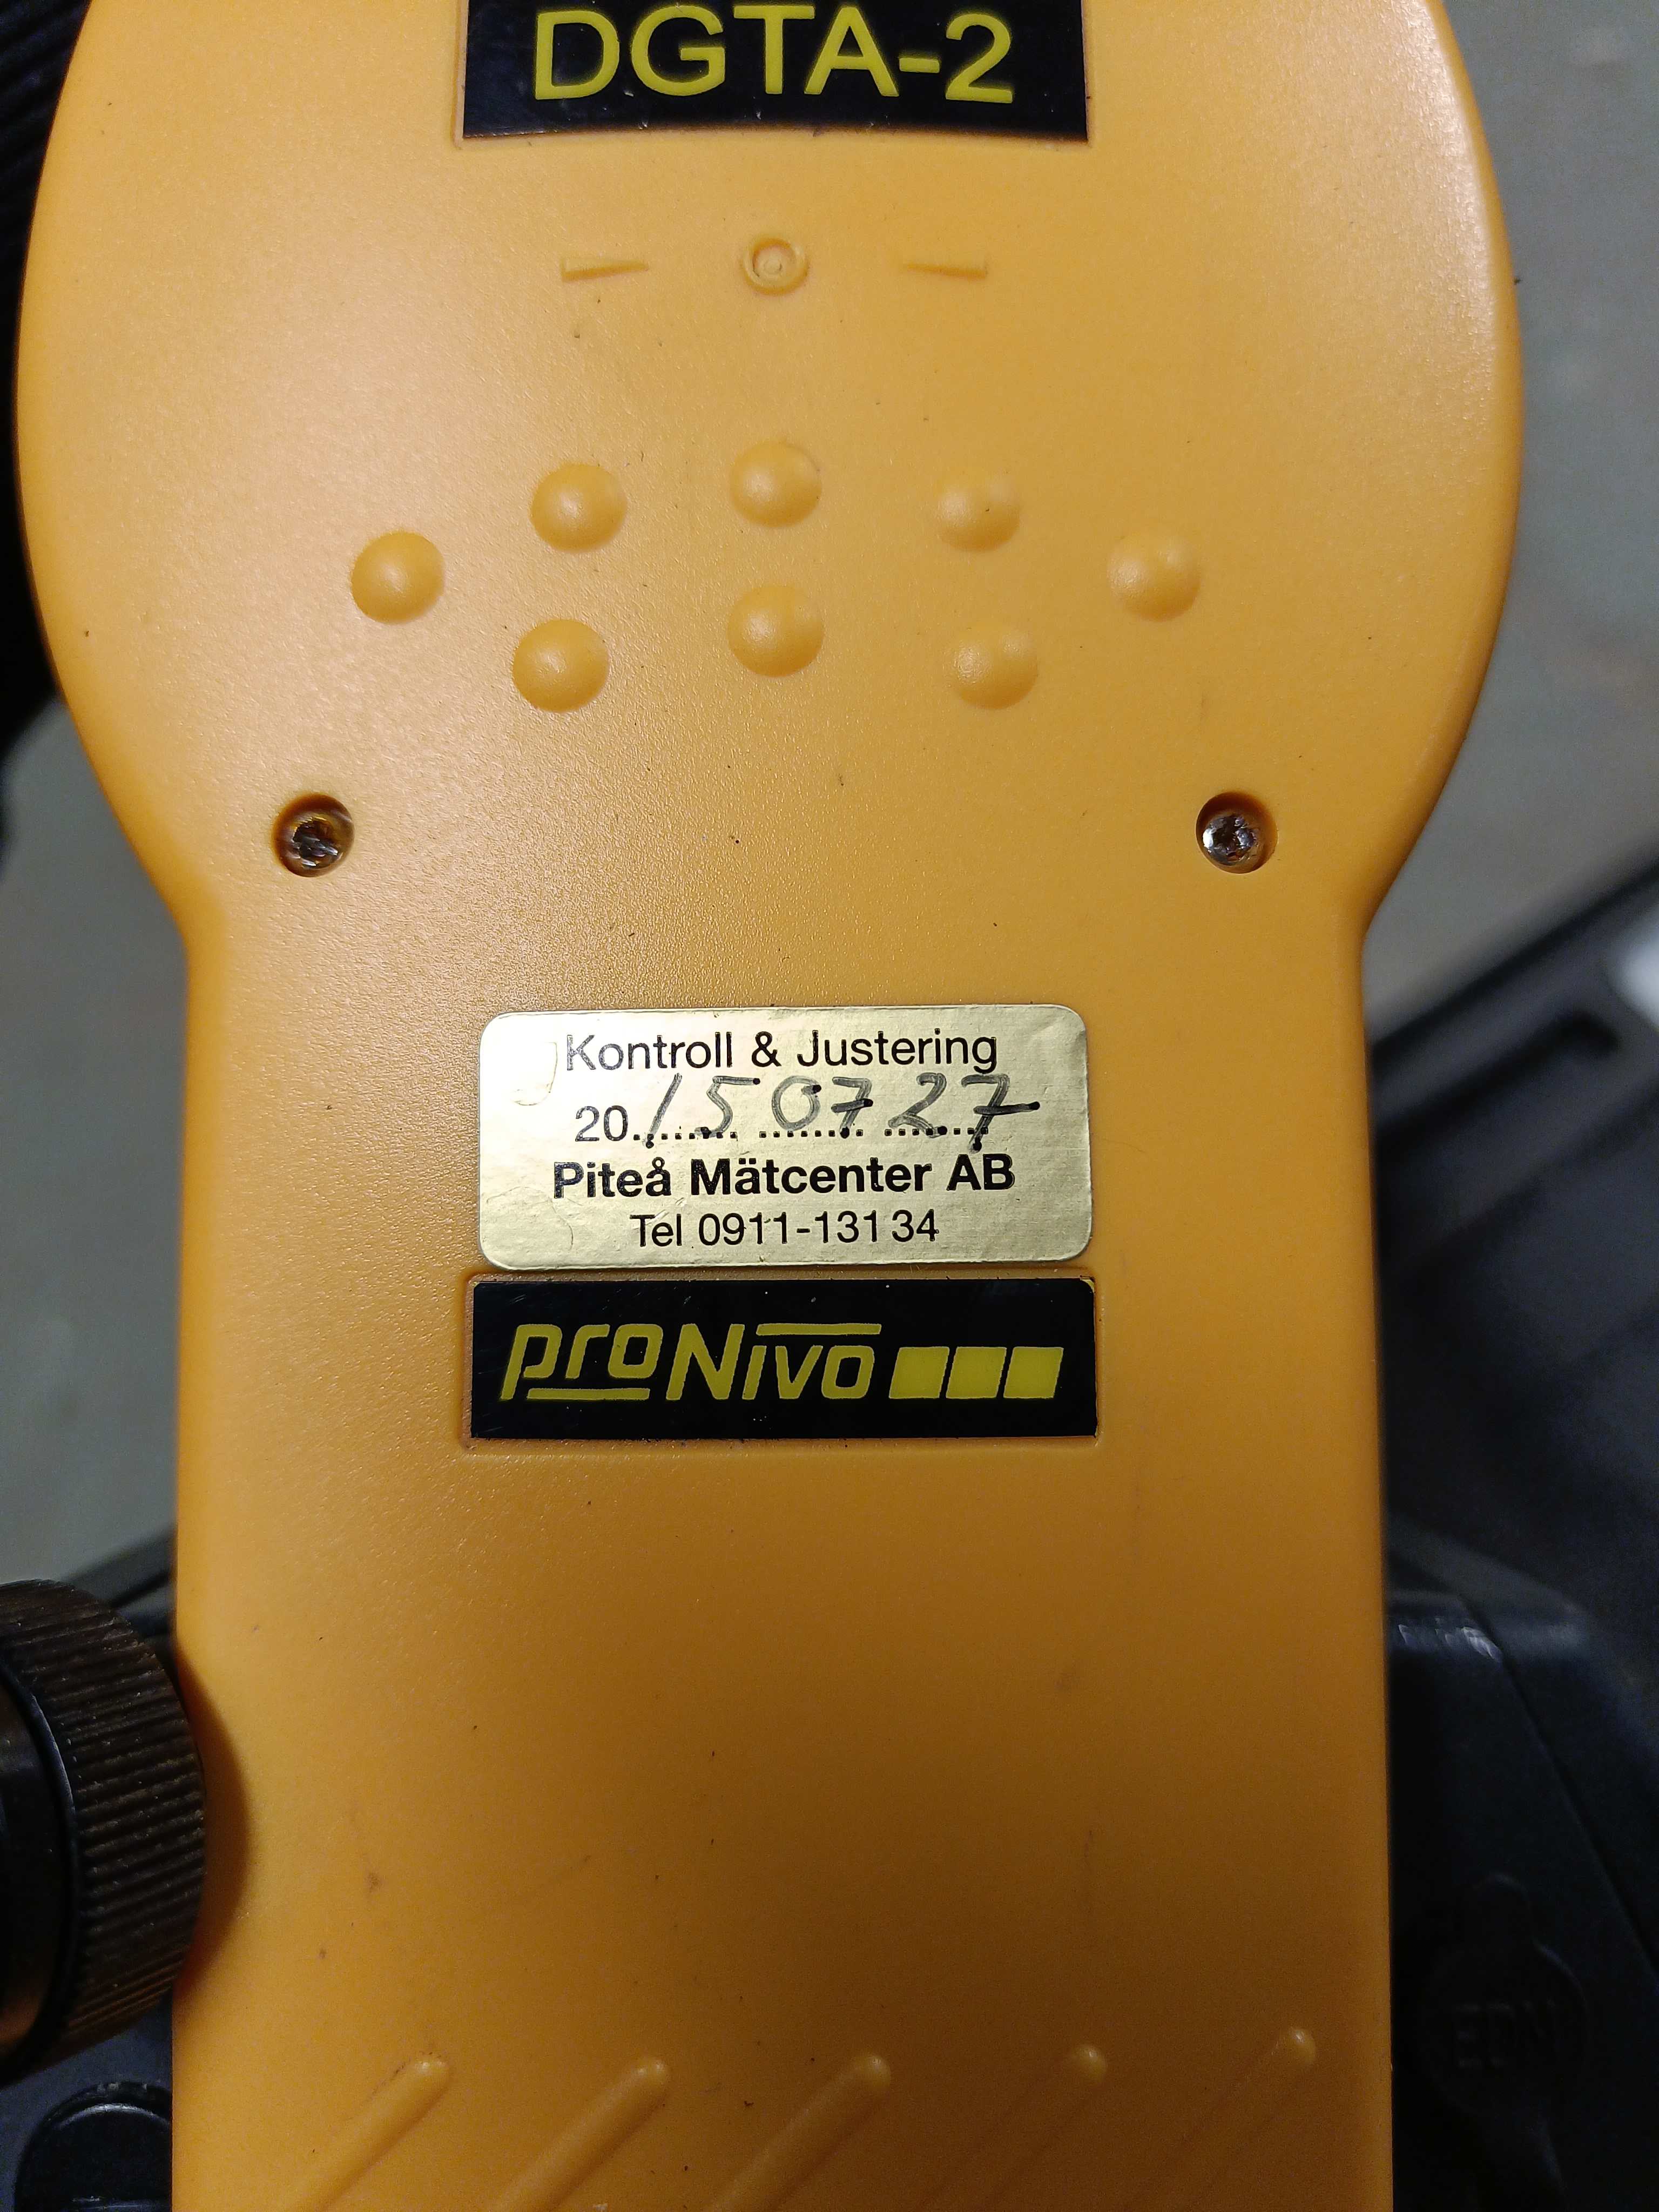 DGTA-2
Kontroll & Justering
20.15 07 27
Piteå Mätcenter AB
Tel 0911-131 34
proNivo